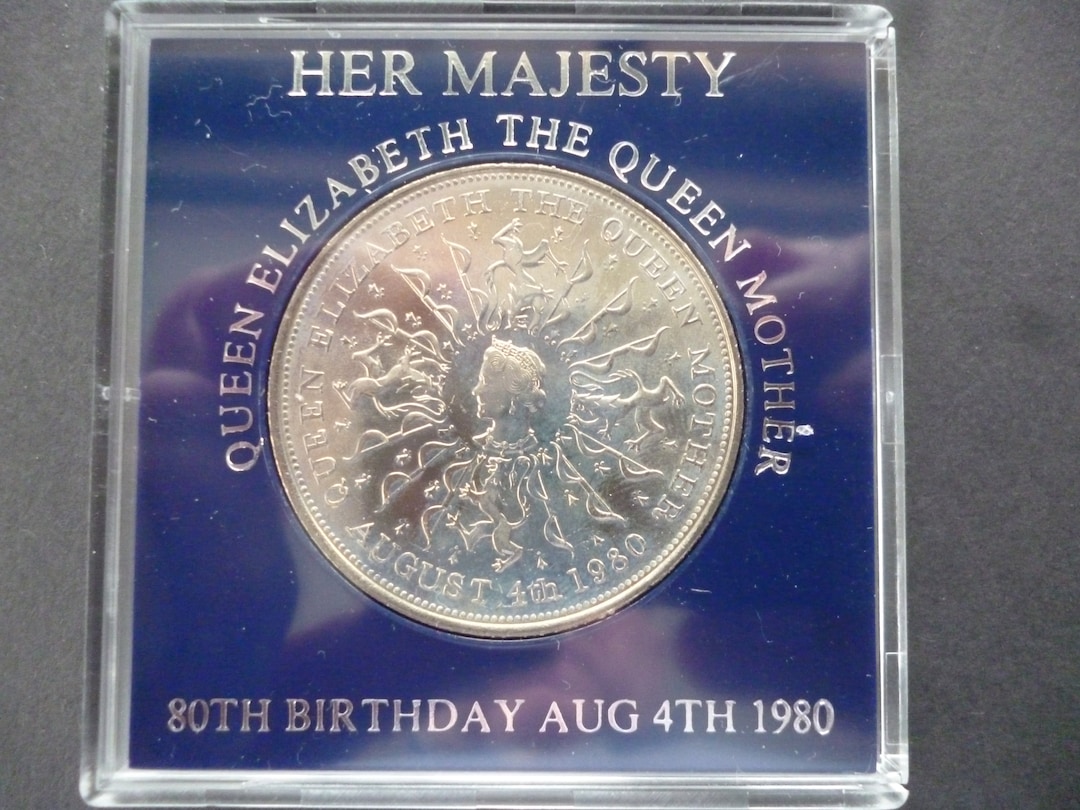 HER MAJESTY
QUEEN ELIZABETH THE QUEEN MOTHER
QUEEN ELIZABETH THE QUEEN MOTHER
AUGUST 4th 1980
80TH BIRTHDAY AUG 4TH 1980